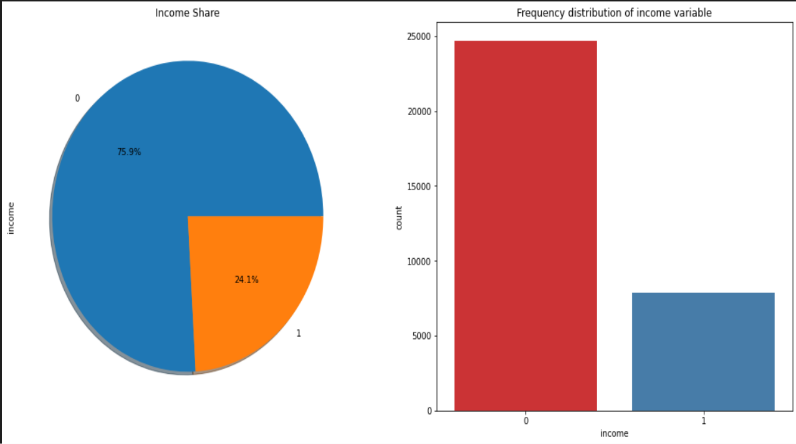 Income Share
0
75.9%
24.1%
1
income
Frequency distribution of income variable
25000
20000
15000
10000
5000
0
count
0
1
income